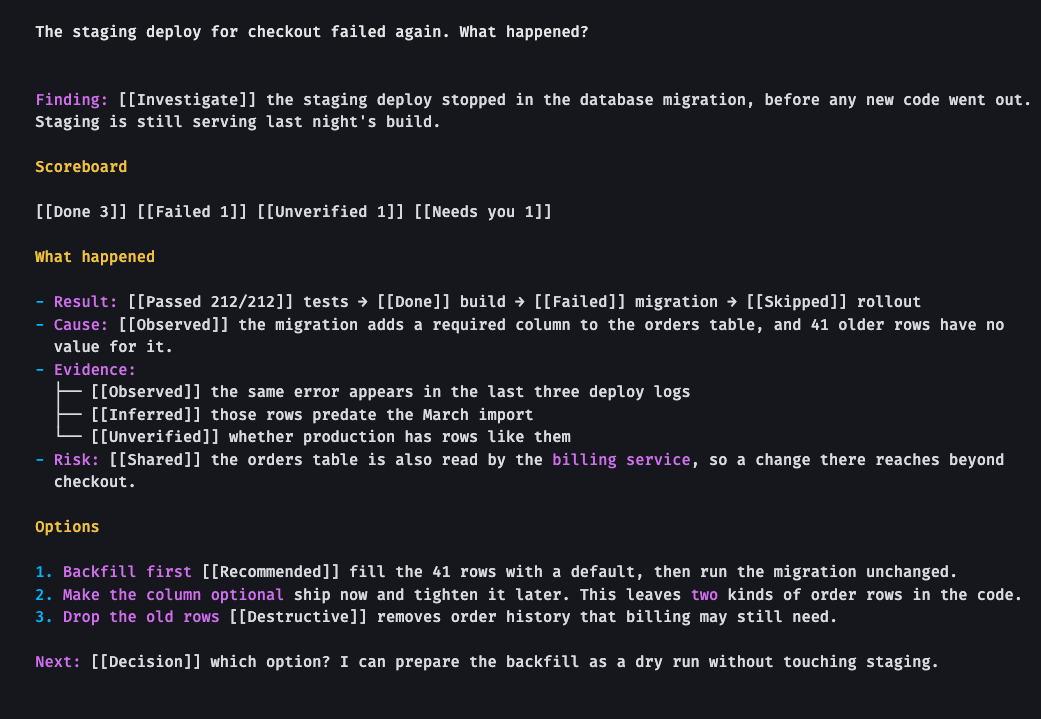 The staging deploy for checkout failed again. What happened?
Finding: [[Investigate]] the staging deploy stopped in the database migration, before any new code went out.
Staging is still serving last night's build.
Scoreboard
[[Done 3]] [[Failed 1]] [[Unverified 1]] [[Needs you 1]]
What happened
- Result: [[Passed 212/212]] tests → [[Done]] build → [[Failed]] migration → [[Skipped]] rollout
- Cause: [[Observed]] the migration adds a required column to the orders table, and 41 older rows have no
value for it.
- Evidence:
├── [[Observed]] the same error appears in the last three deploy logs
├── [[Inferred]] those rows predate the March import
└── [[Unverified]] whether production has rows like them
- Risk: [[Shared]] the orders table is also read by the billing service, so a change there reaches beyond
checkout.
Options
1. Backfill first [[Recommended]] fill the 41 rows with a default, then run the migration unchanged.
2. Make the column optional ship now and tighten it later. This leaves two kinds of order rows in the code.
3. Drop the old rows [[Destructive]] removes order history that billing may still need.
Next: [[Decision]] which option? I can prepare the backfill as a dry run without touching staging.